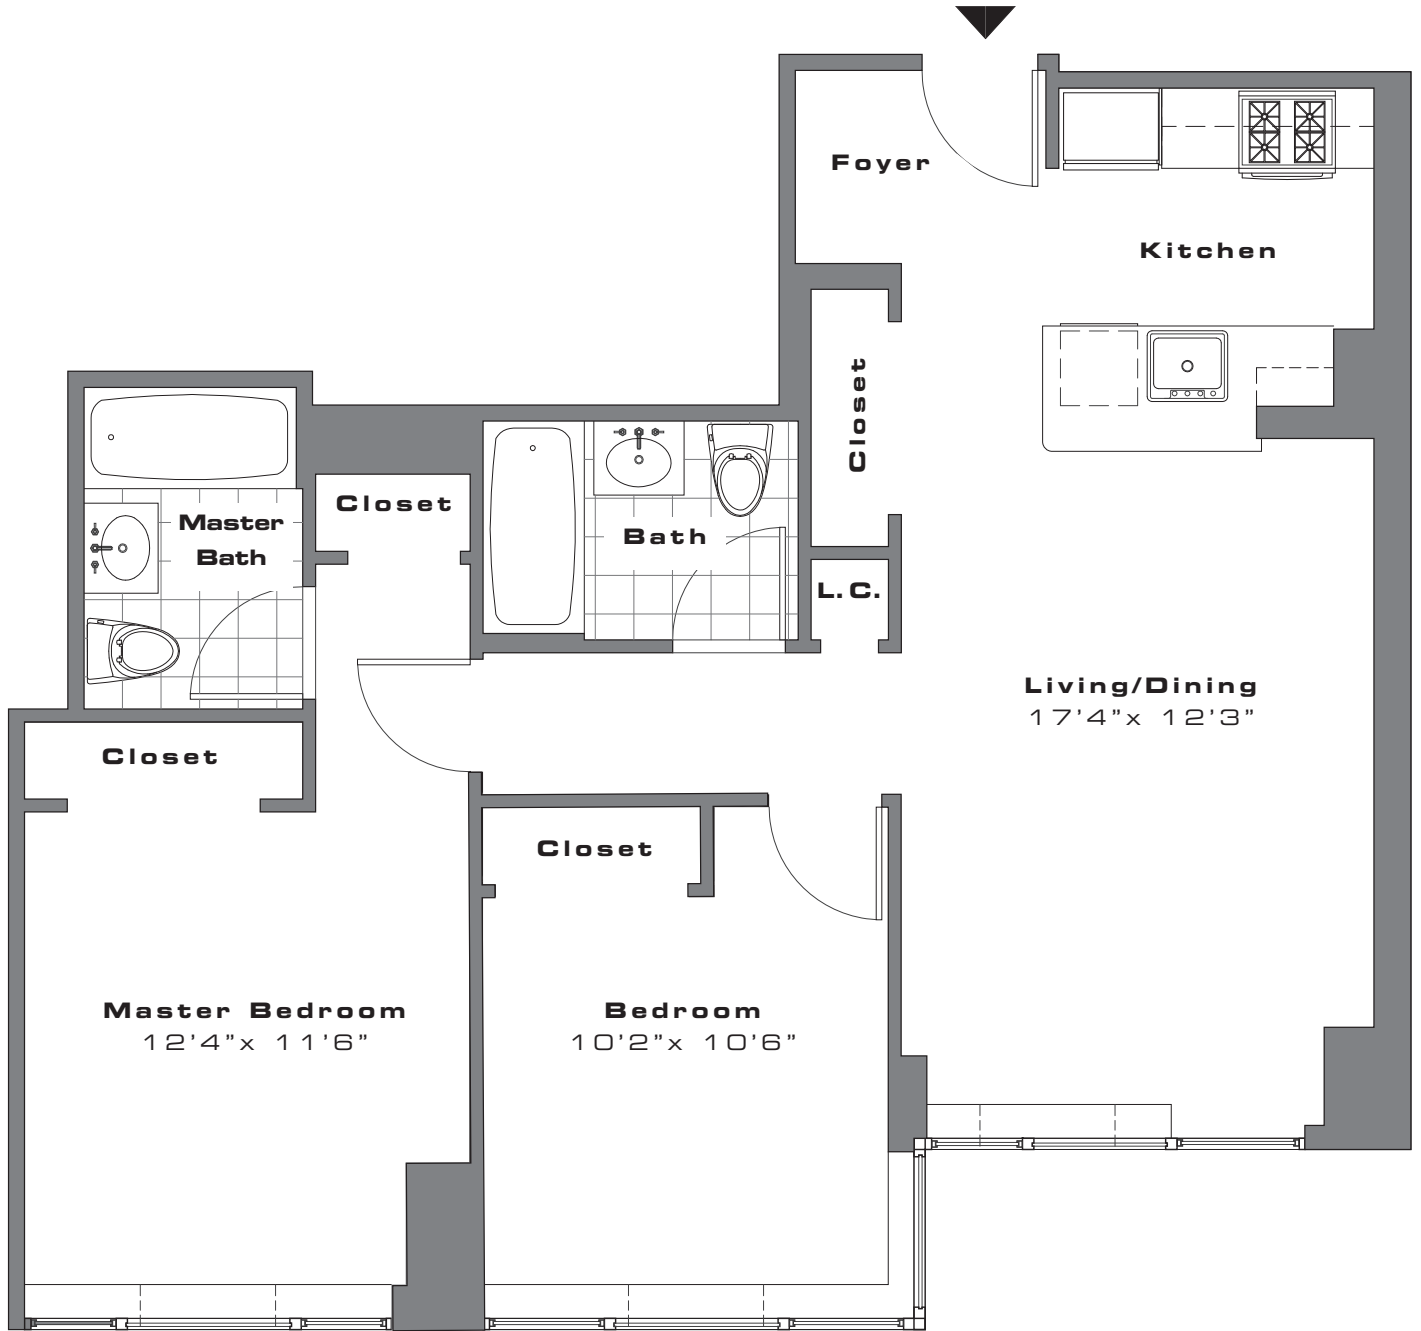 Foyer
Kitchen
Closet
Closet
Master
Bath
Bath
L.C.
Living/Dining
17'4"x 12'3"
Closet
Closet
Master Bedroom
12'4"x 11'6"
Bedroom
10'2"x 10'6"